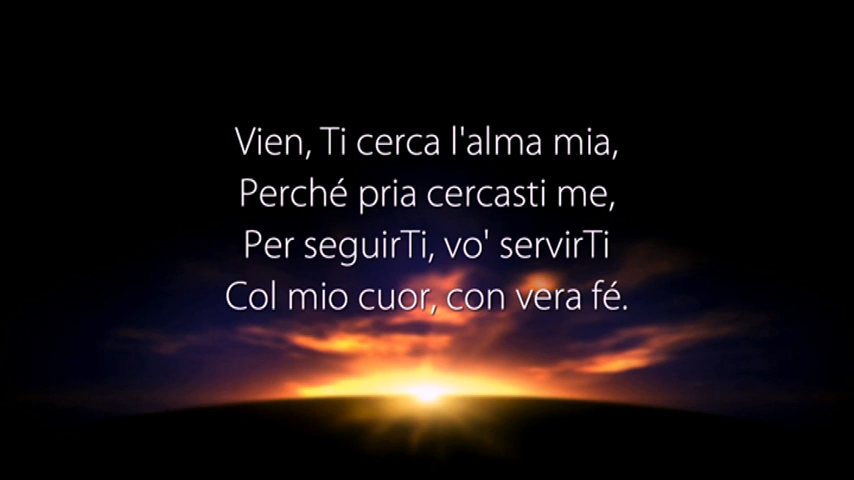 Vien, Ti cerca l'alma mia,
Perché pria cercasti me,
Per seguirTi, vo' servirTi
Col mio cuor, con vera fé.